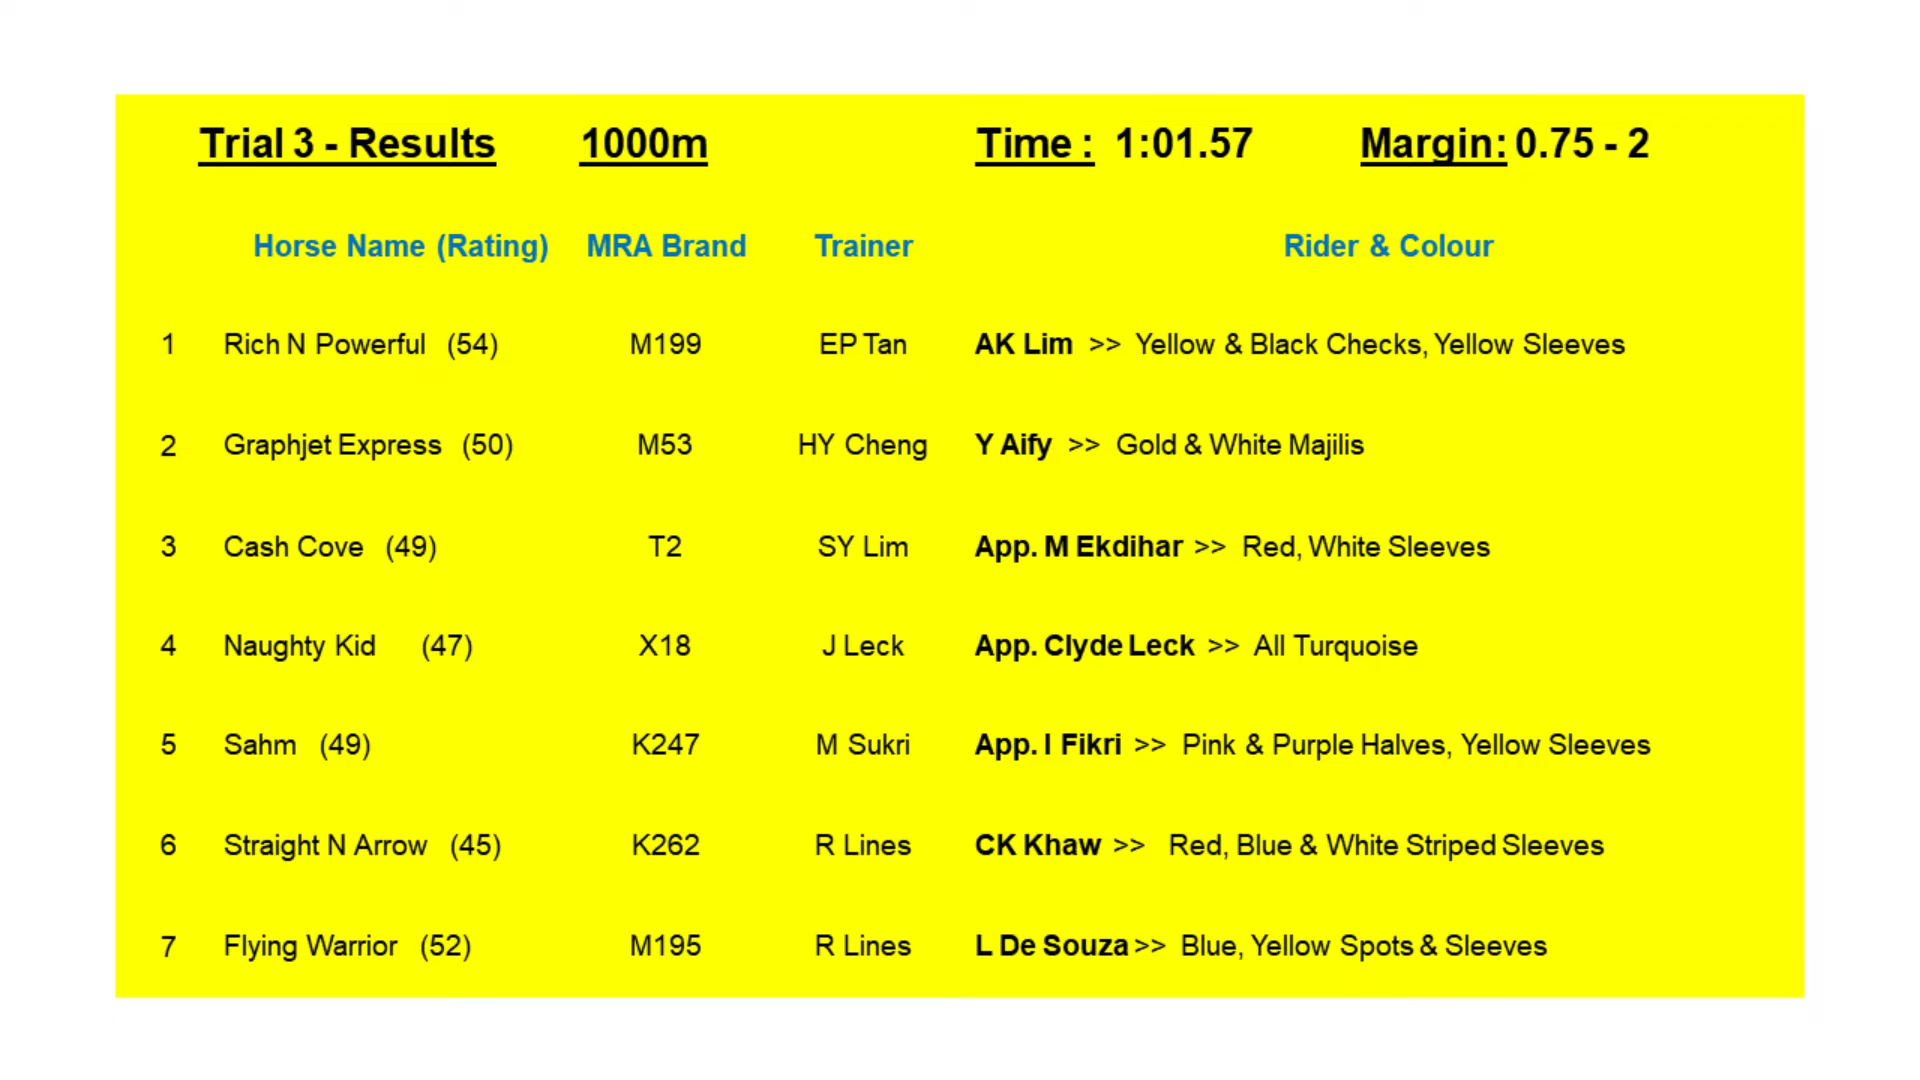 Trial 3 - Results 1000m Time : 1:01.57 Margin: 0.75 - 2
Horse Name (Rating) MRA Brand Trainer Rider & Colour
1 Rich N Powerful (54) M199 EP Tan AK Lim >> Yellow & Black Checks, Yellow Sleeves
2 Graphjet Express (50) M53 HY Cheng Y Aify >> Gold & White Majilis
3 Cash Cove (49) T2 SY Lim App. M Ekdihar >> Red, White Sleeves
4 Naughty Kid (47) X18 J Leck App. Clyde Leck >> All Turquoise
5 Sahm (49) K247 M Sukri App. I Fikri >> Pink & Purple Halves, Yellow Sleeves
6 Straight N Arrow (45) K262 R Lines CK Khaw >> Red, Blue & White Striped Sleeves
7 Flying Warrior (52) M195 R Lines L De Souza >> Blue, Yellow Spots & Sleeves